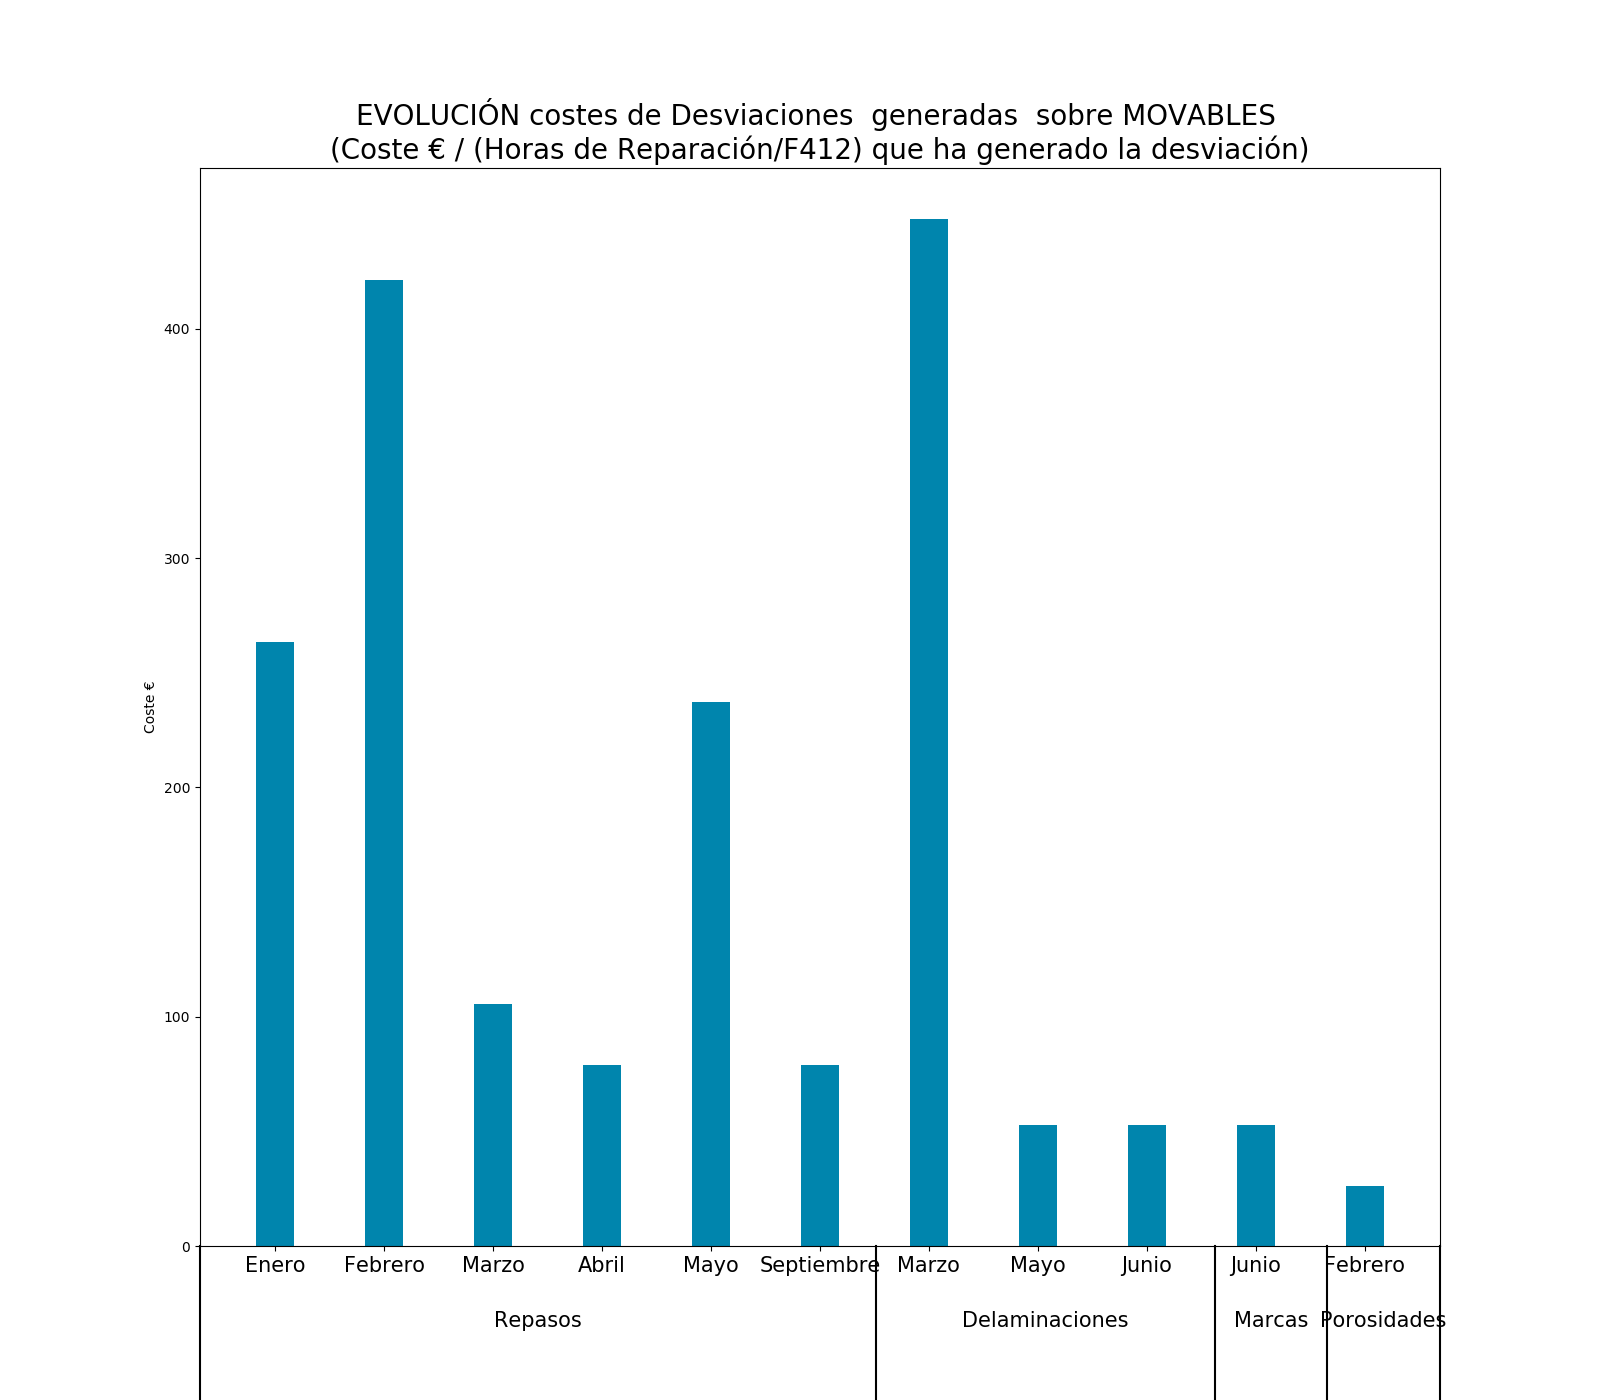 EVOLUCIÓN costes de Desviaciones  generadas  sobre MOVABLES
(Coste € / (Horas de Reparación/F412) que ha generado la desviación)
400
300
200
100
0
Coste €
Enero Febrero Marzo Abril Mayo Septiembre Marzo Mayo Junio Junio Febrero
Repasos Delaminaciones Marcas Porosidades